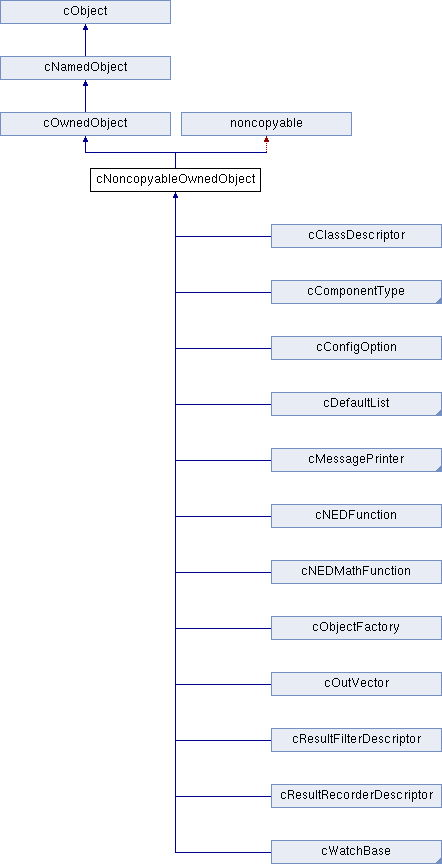 cObject
cNamedObject
cOwnedObject
noncopyable
cNoncopyableOwnedObject
cClassDescriptor
cComponentType
cConfigOption
cDefaultList
cMessagePrinter
cNEDFunction
cNEDMathFunction
cObjectFactory
cOutVector
cResultFilterDescriptor
cResultRecorderDescriptor
cWatchBase